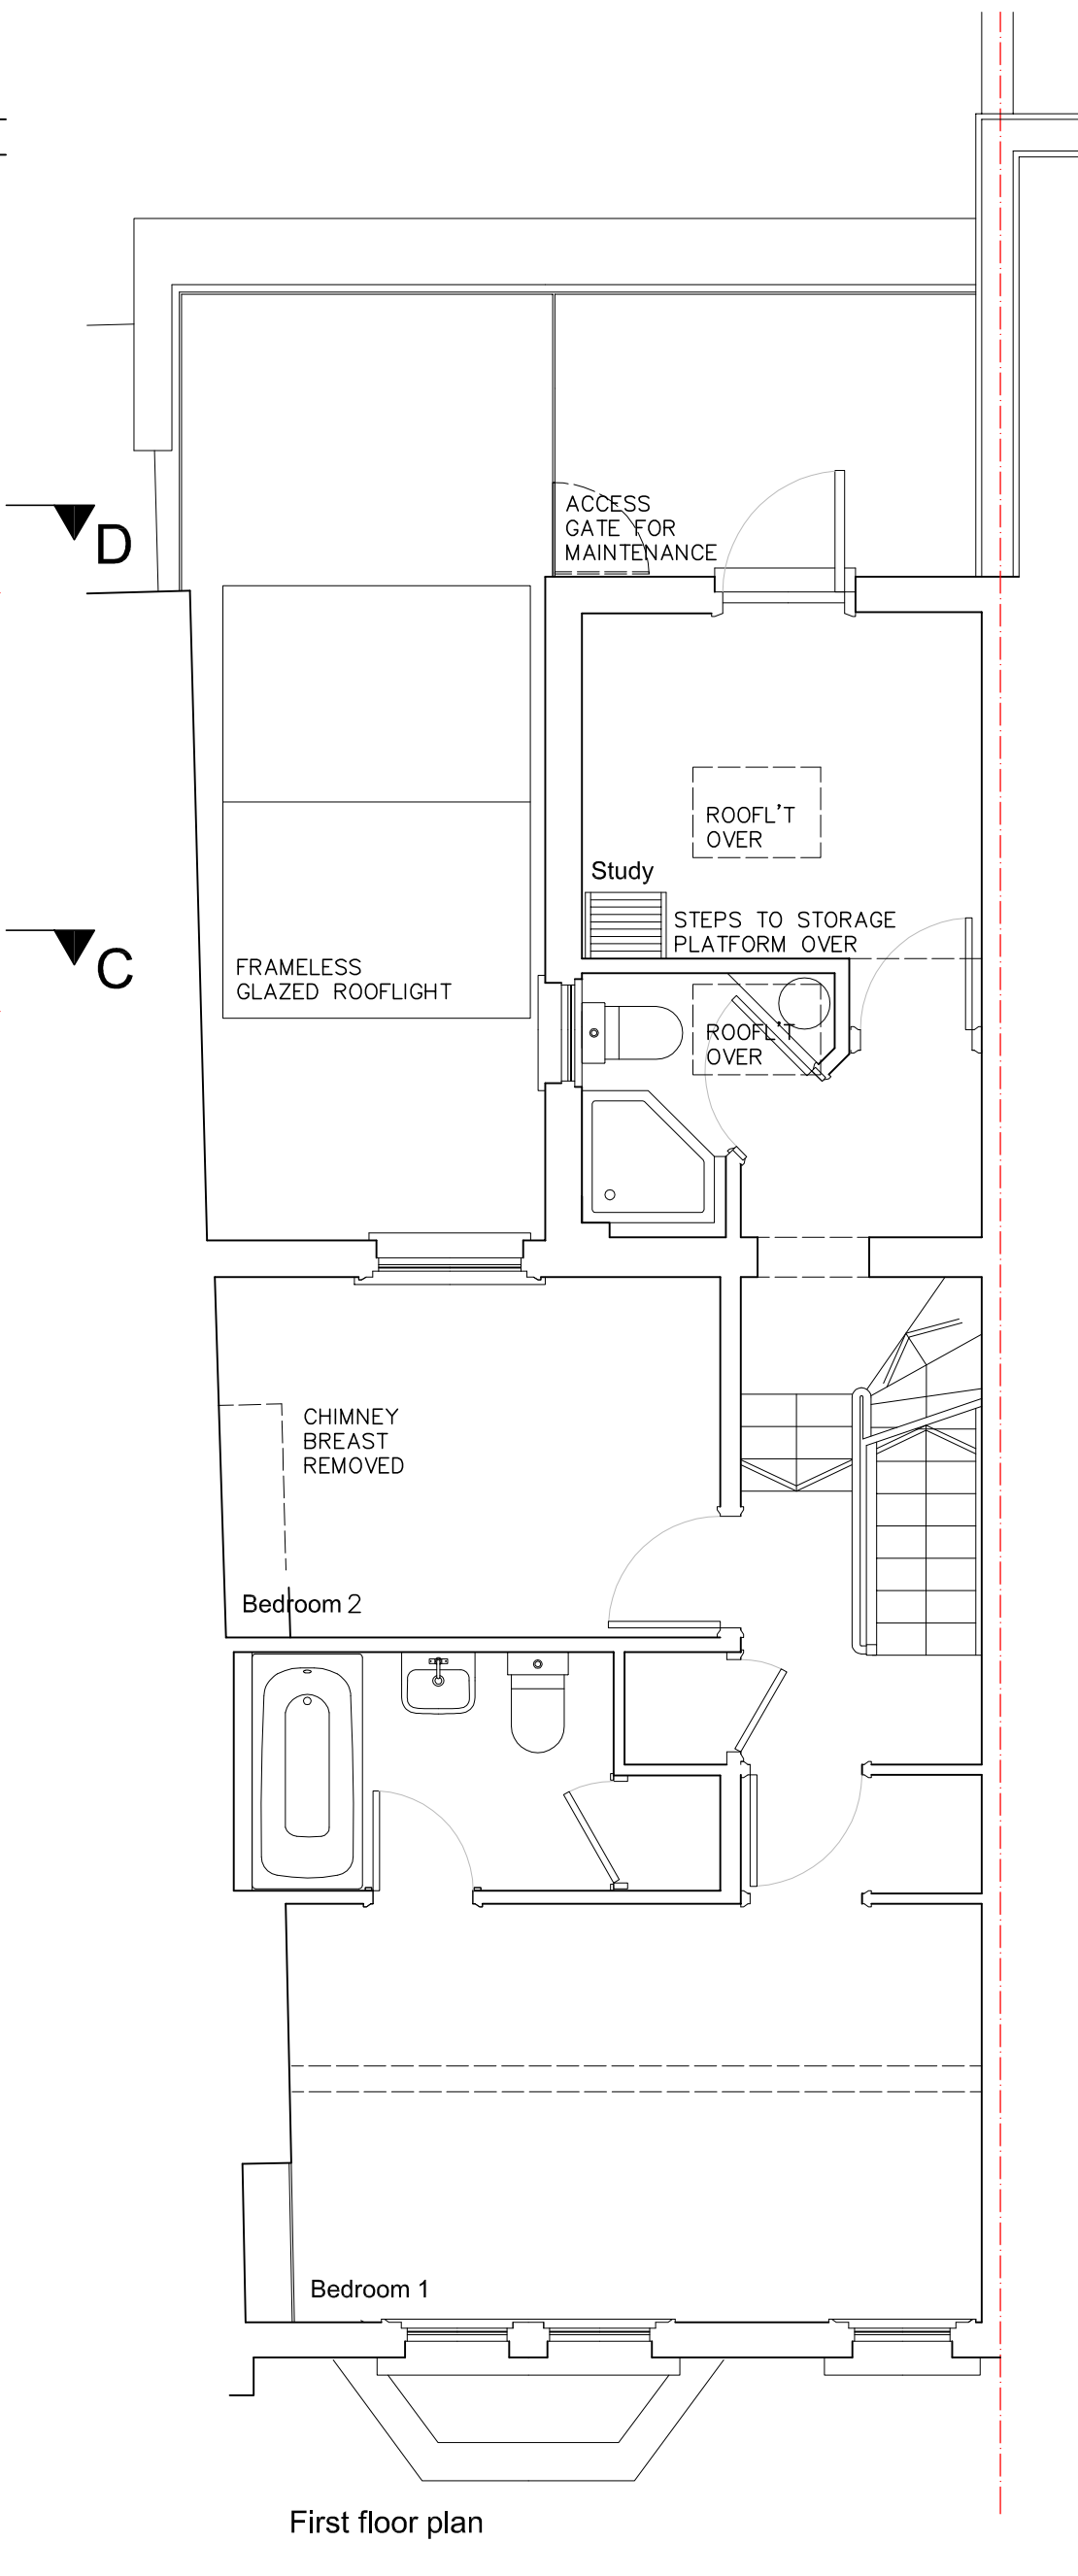 D
ACCESS
GATE FOR
MAINTENANCE
ROOFL'T
OVER
Study
STEPS TO STORAGE
PLATFORM OVER
C
FRAMELESS
GLAZED ROOFLIGHT
ROOFL'T
OVER
CHIMNEY
BREAST
REMOVED
Bedroom 2
Bedroom 1
First floor plan